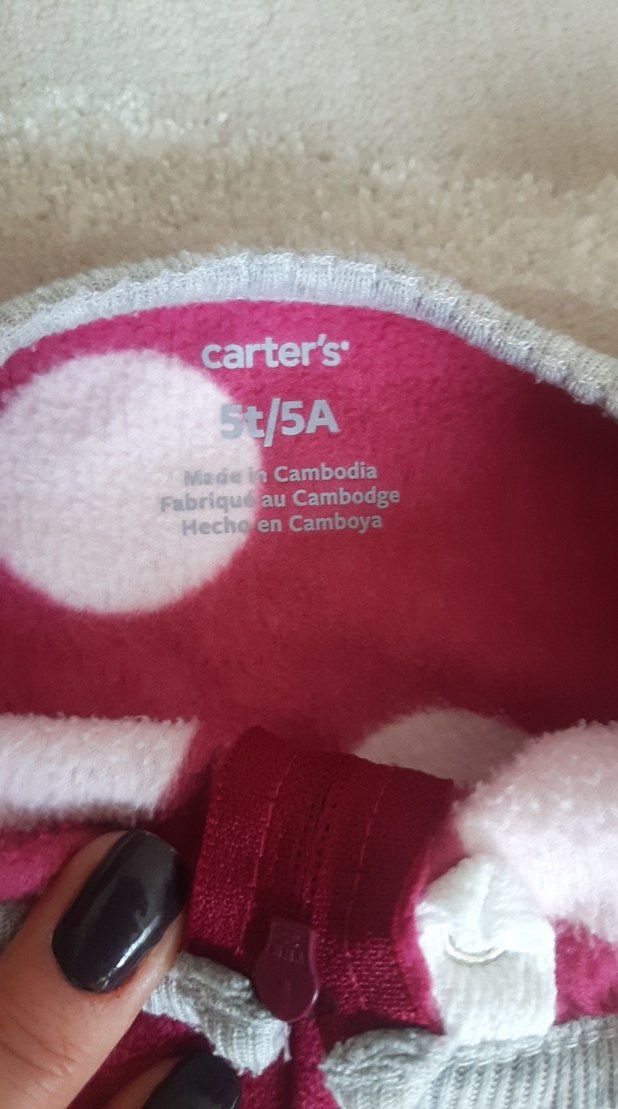 carter's
5t/5A
Made in Cambodia
Fabriqué au Cambodge
Hecho en Camboya